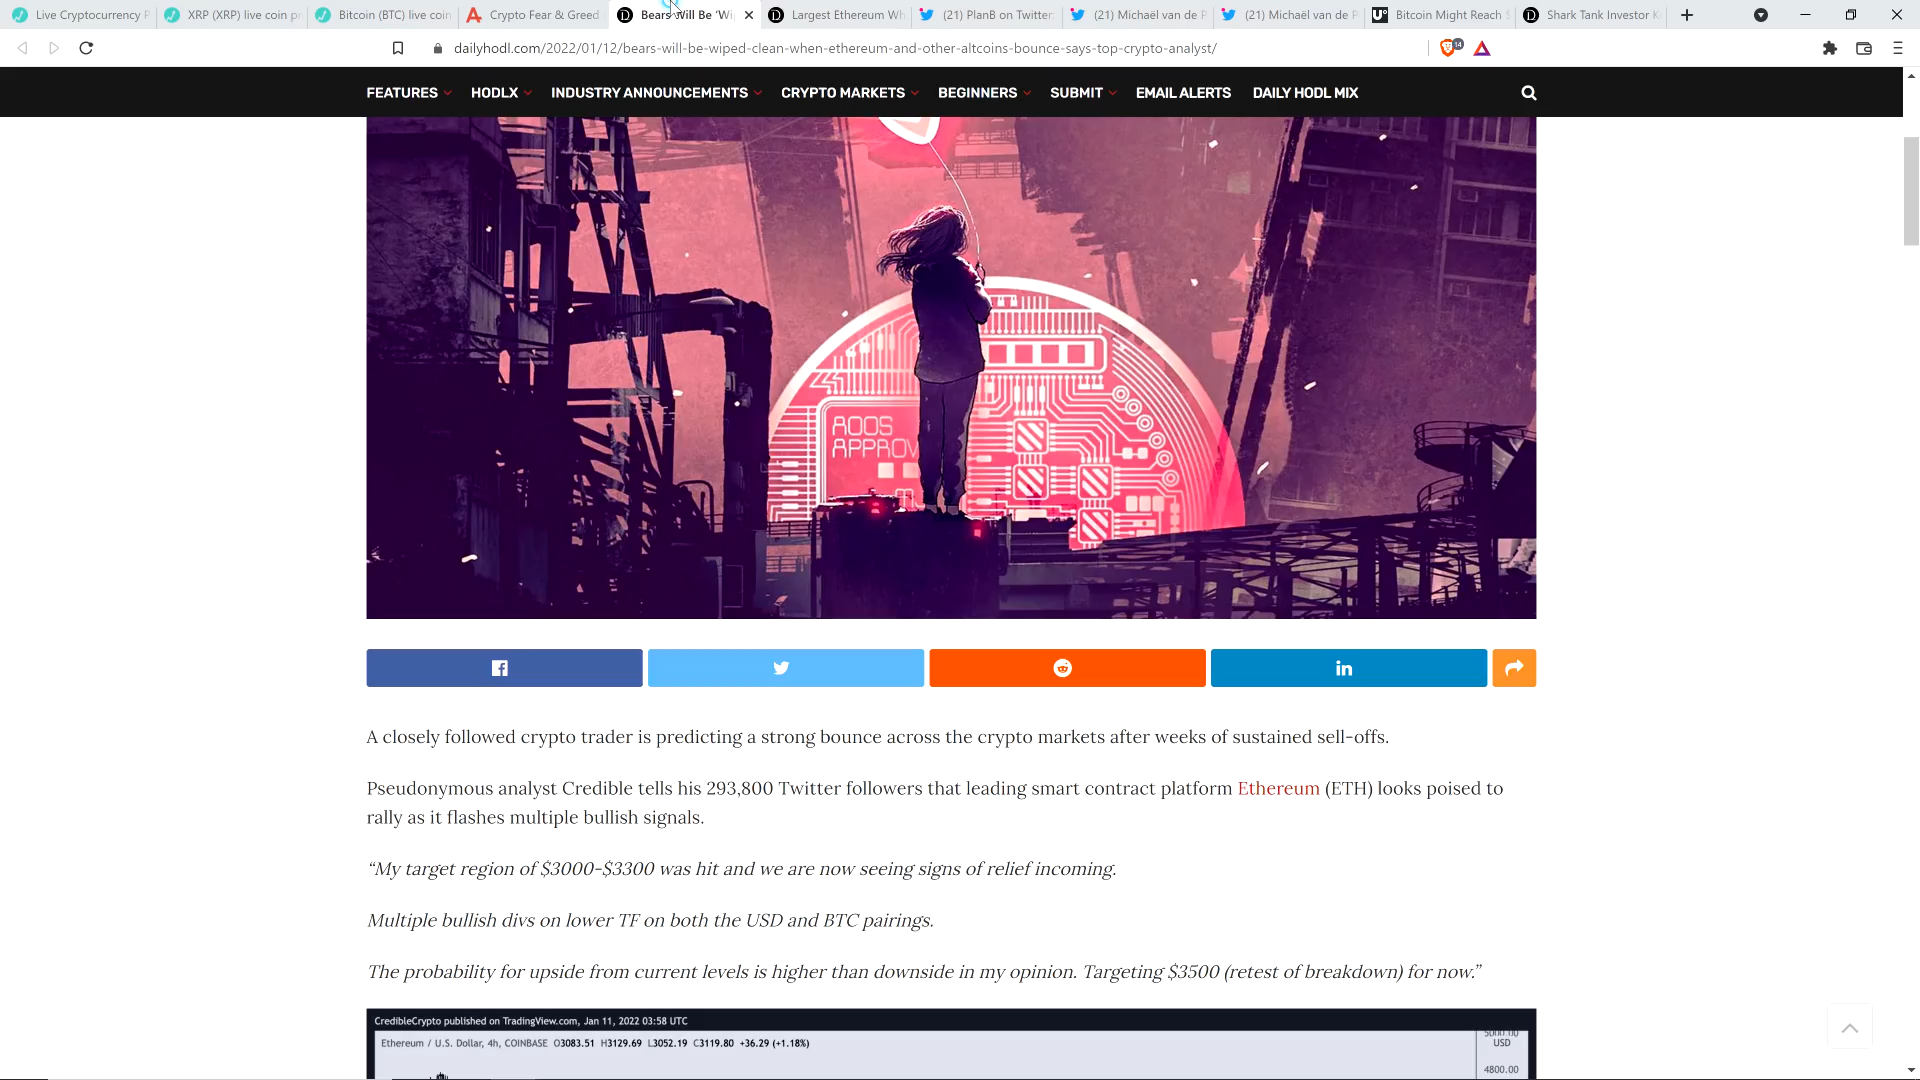 Live Cryptocurrency P
XRP (XRP) live coin pr
Bitcoin (BTC) live coin
Crypto Fear & Greed
Bears Will Be 'Wi
Largest Ethereum Wh
(21) PlanB on Twitter
(21) Michaël van de P
(21) Michaël van de P
Bitcoin Might Reach
Shark Tank Investor K
dailyhodl.com/2022/01/12/bears-will-be-wiped-clean-when-ethereum-and-other-altcoins-bounce-says-top-crypto-analyst/
14
FEATURES HODLX INDUSTRY ANNOUNCEMENTS CRYPTO MARKETS BEGINNERS SUBMIT EMAIL ALERTS DAILY HODL MIX
A closely followed crypto trader is predicting a strong bounce across the crypto markets after weeks of sustained sell-offs.
Pseudonymous analyst Credible tells his 293,800 Twitter followers that leading smart contract platform Ethereum (ETH) looks poised to
rally as it flashes multiple bullish signals.
“My target region of $3000-$3300 was hit and we are now seeing signs of relief incoming.
Multiple bullish divs on lower TF on both the USD and BTC pairings.
The probability for upside from current levels is higher than downside in my opinion. Targeting $3500 (retest of breakdown) for now.”
CredibleCrypto published on TradingView.com, Jan 11, 2022 03:58 UTC
Ethereum / U.S. Dollar, 4h, COINBASE O3083.51 H3129.69 L3052.19 C3119.80 +36.29 (+1.18%)
5000.00
USD
4800.00